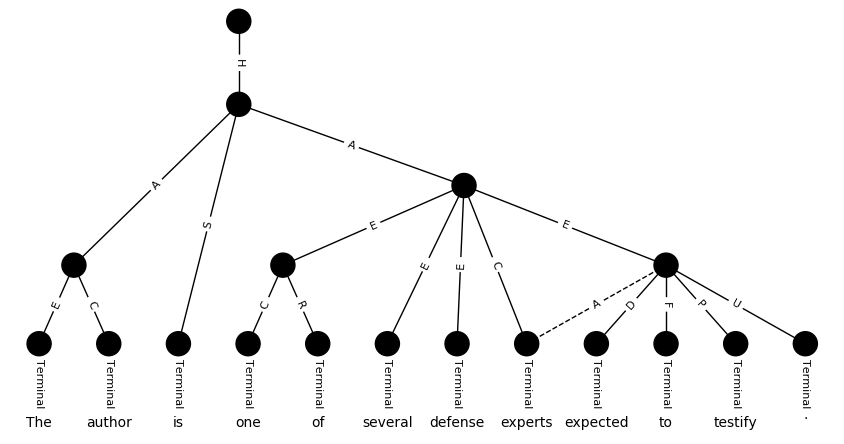 H
A
A
S
E
E
E
E
C
E
C
C
R
A
D
F
P
U
Terminal Terminal Terminal Terminal Terminal Terminal Terminal Terminal Terminal Terminal Terminal Terminal
The author is one of several defense experts expected to testify .